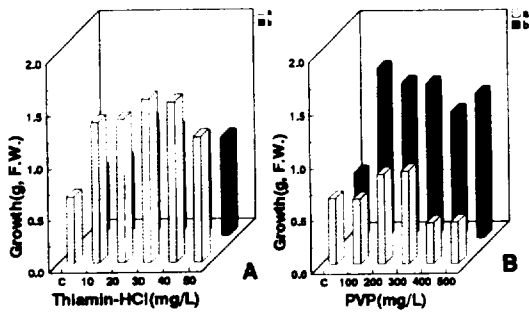 a
b
2.0
1.5
1.0
0.5
0.0
Growth(g, F.W.)
C 10 20 30 40 50
Thiamin-HCl(mg/L)
A
a
b
2.0
1.5
1.0
0.5
0.0
Growth(g, F.W.)
C 100 200 300 400 500
PVP(mg/L)
B